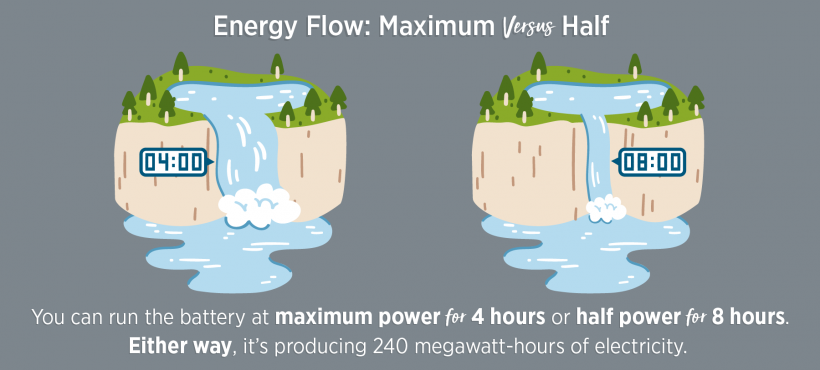 Energy Flow: Maximum Versus Half
04:00
08:00
You can run the battery at maximum power for 4 hours or half power for 8 hours.
Either way, it's producing 240 megawatt-hours of electricity.